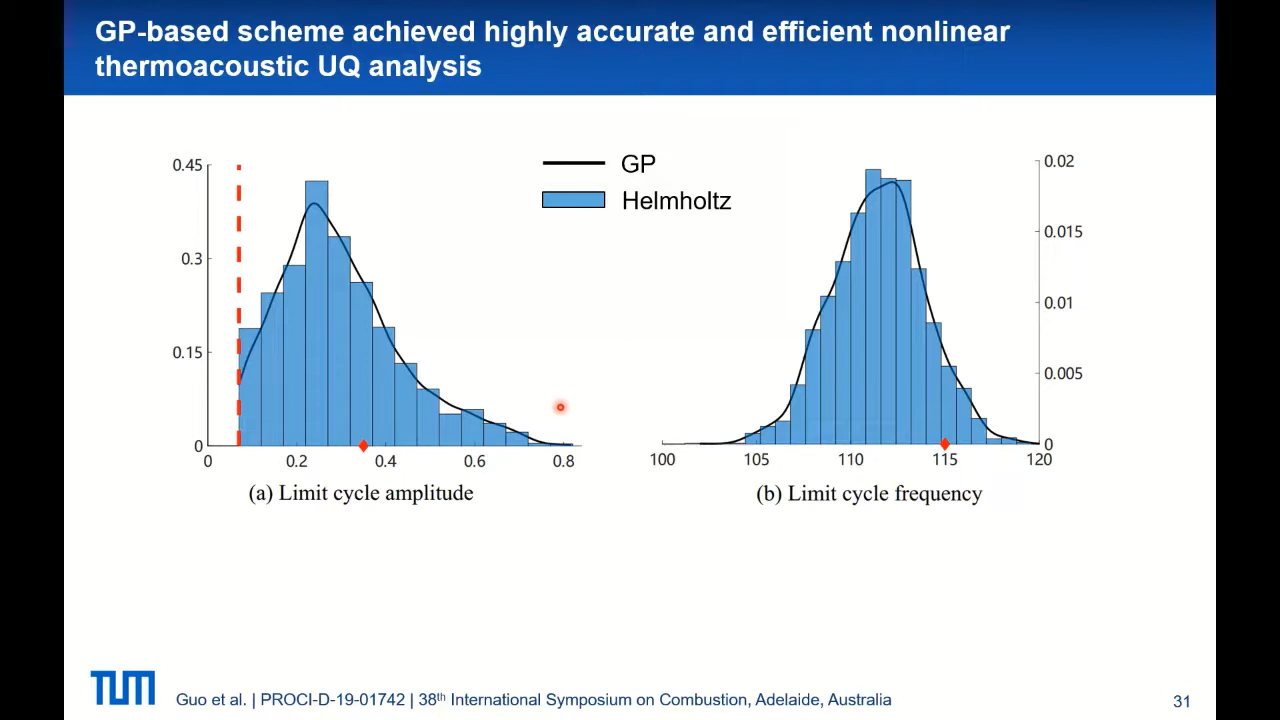 GP-based scheme achieved highly accurate and efficient nonlinear
thermoacoustic UQ analysis
GP
Helmholtz
0.45
0.3
0.15
0
0 0.2 0.4 0.6 0.8
(a) Limit cycle amplitude
0.02
0.015
0.01
0.005
0
100 105 110 115 120
(b) Limit cycle frequency
TUM
Guo et al. | PROCI-D-19-01742 | 38th International Symposium on Combustion, Adelaide, Australia
31